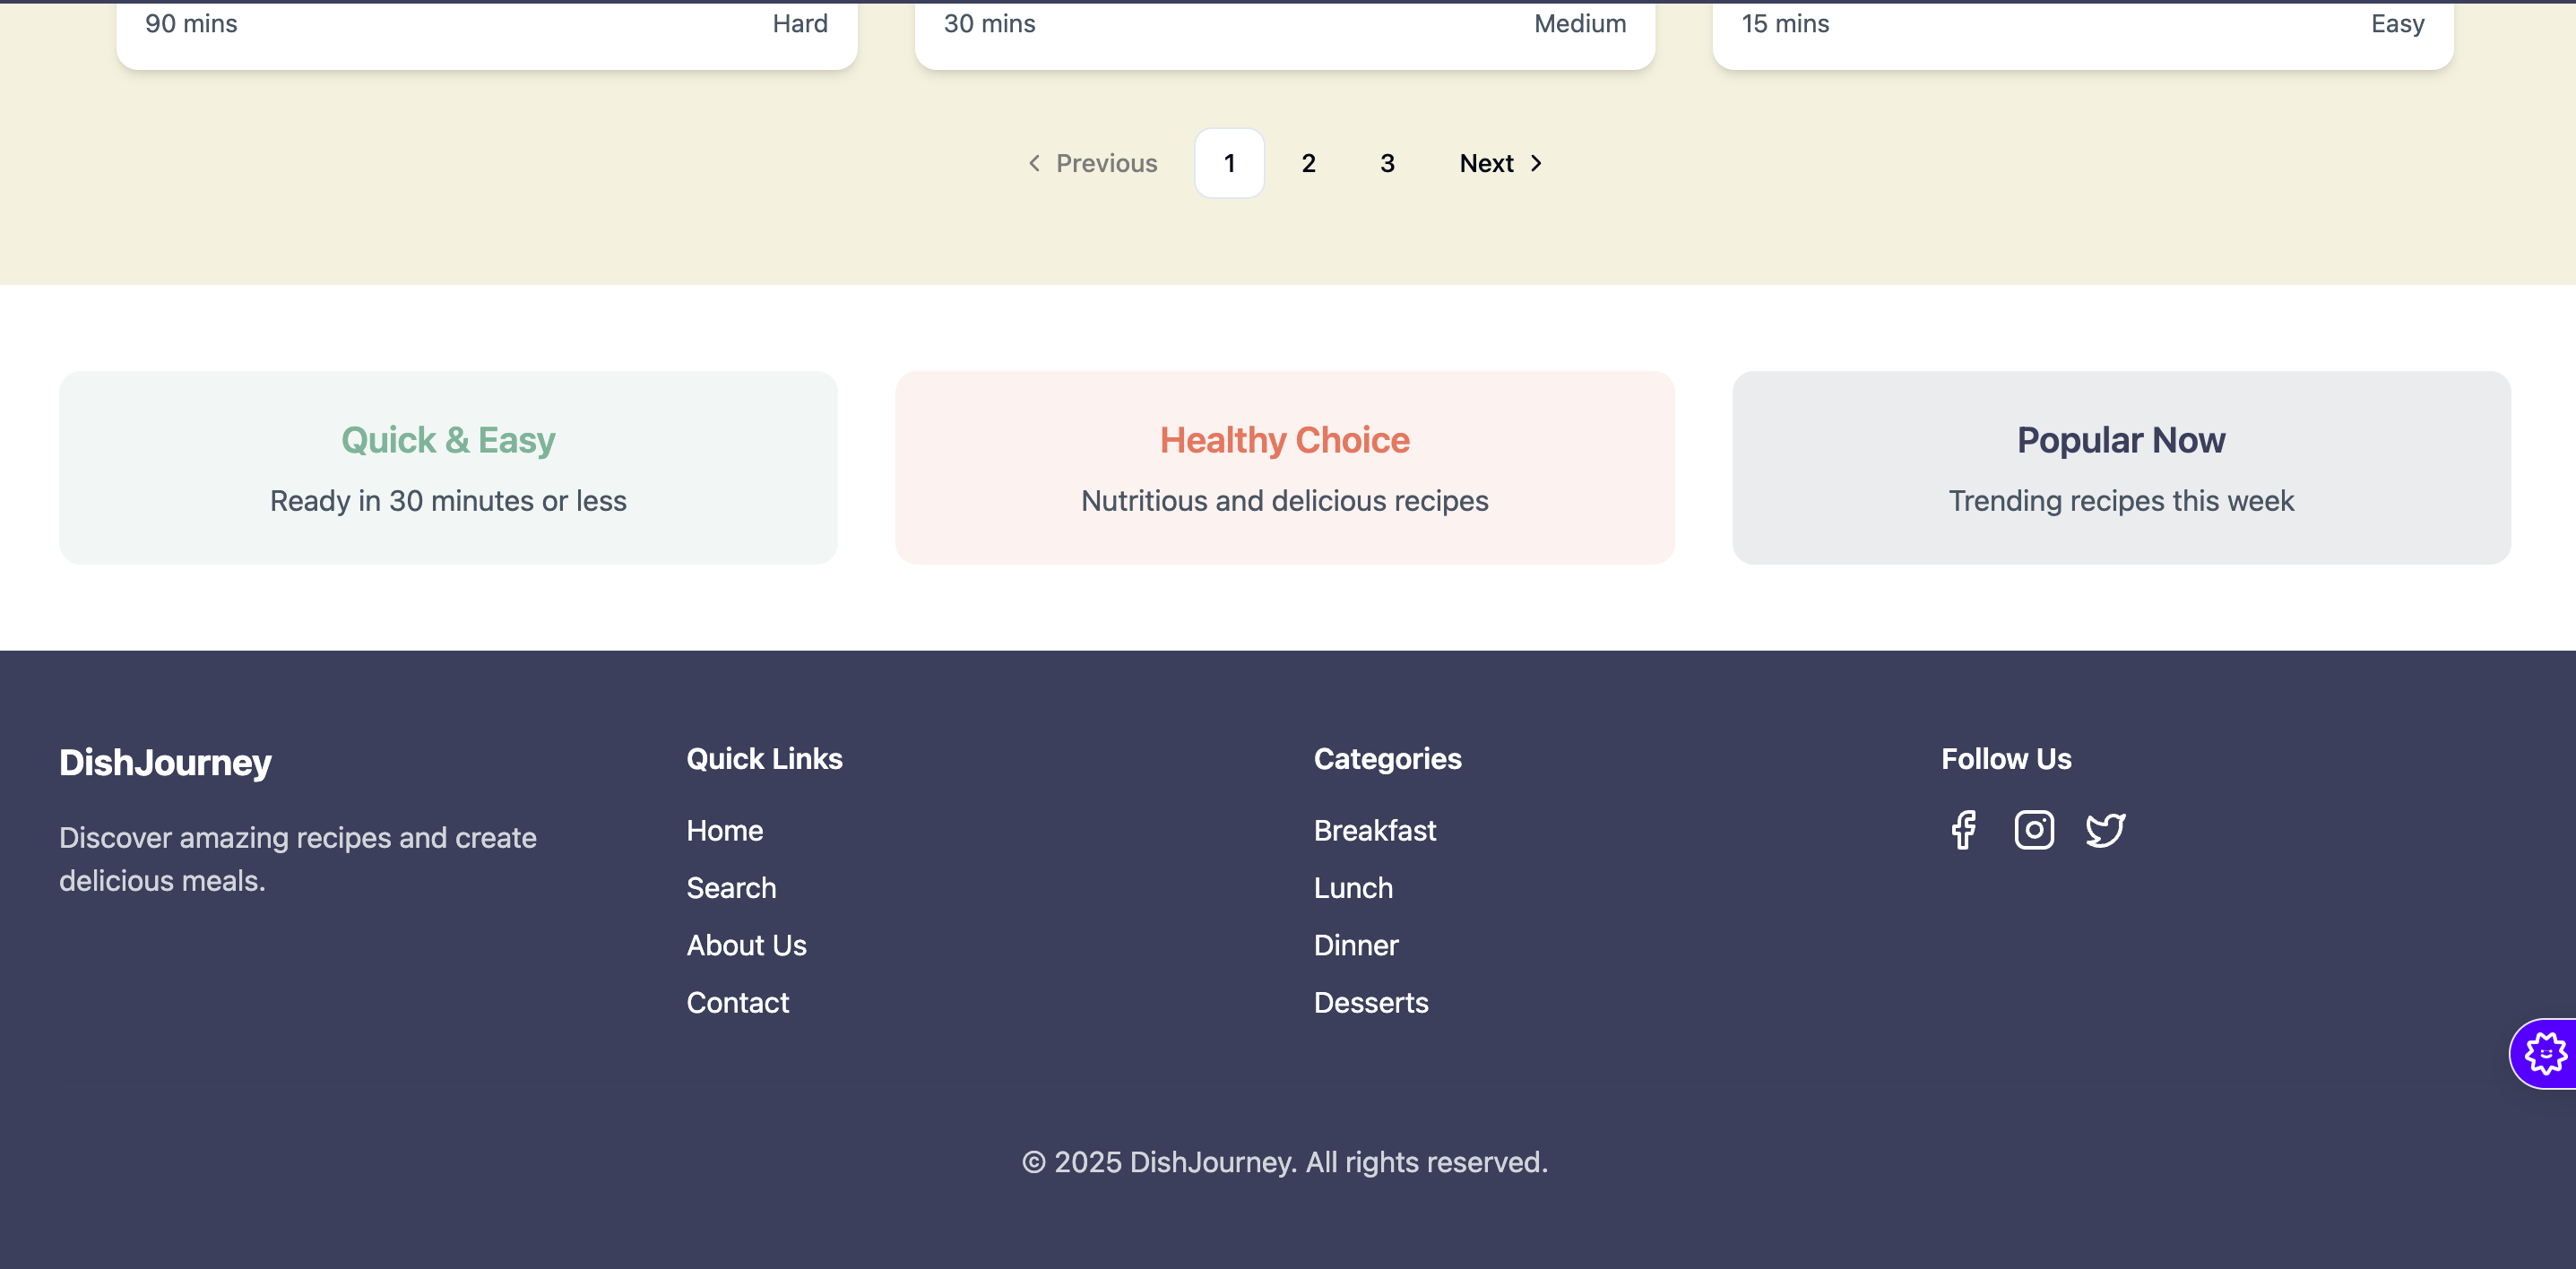 90 mins Hard
30 mins Medium
15 mins Easy
Previous 1 2 3 Next
Quick & Easy
Ready in 30 minutes or less
Healthy Choice
Nutritious and delicious recipes
Popular Now
Trending recipes this week
DishJourney
Discover amazing recipes and create
delicious meals.
Quick Links
Home
Search
About Us
Contact
Categories
Breakfast
Lunch
Dinner
Desserts
Follow Us
© 2025 DishJourney. All rights reserved.